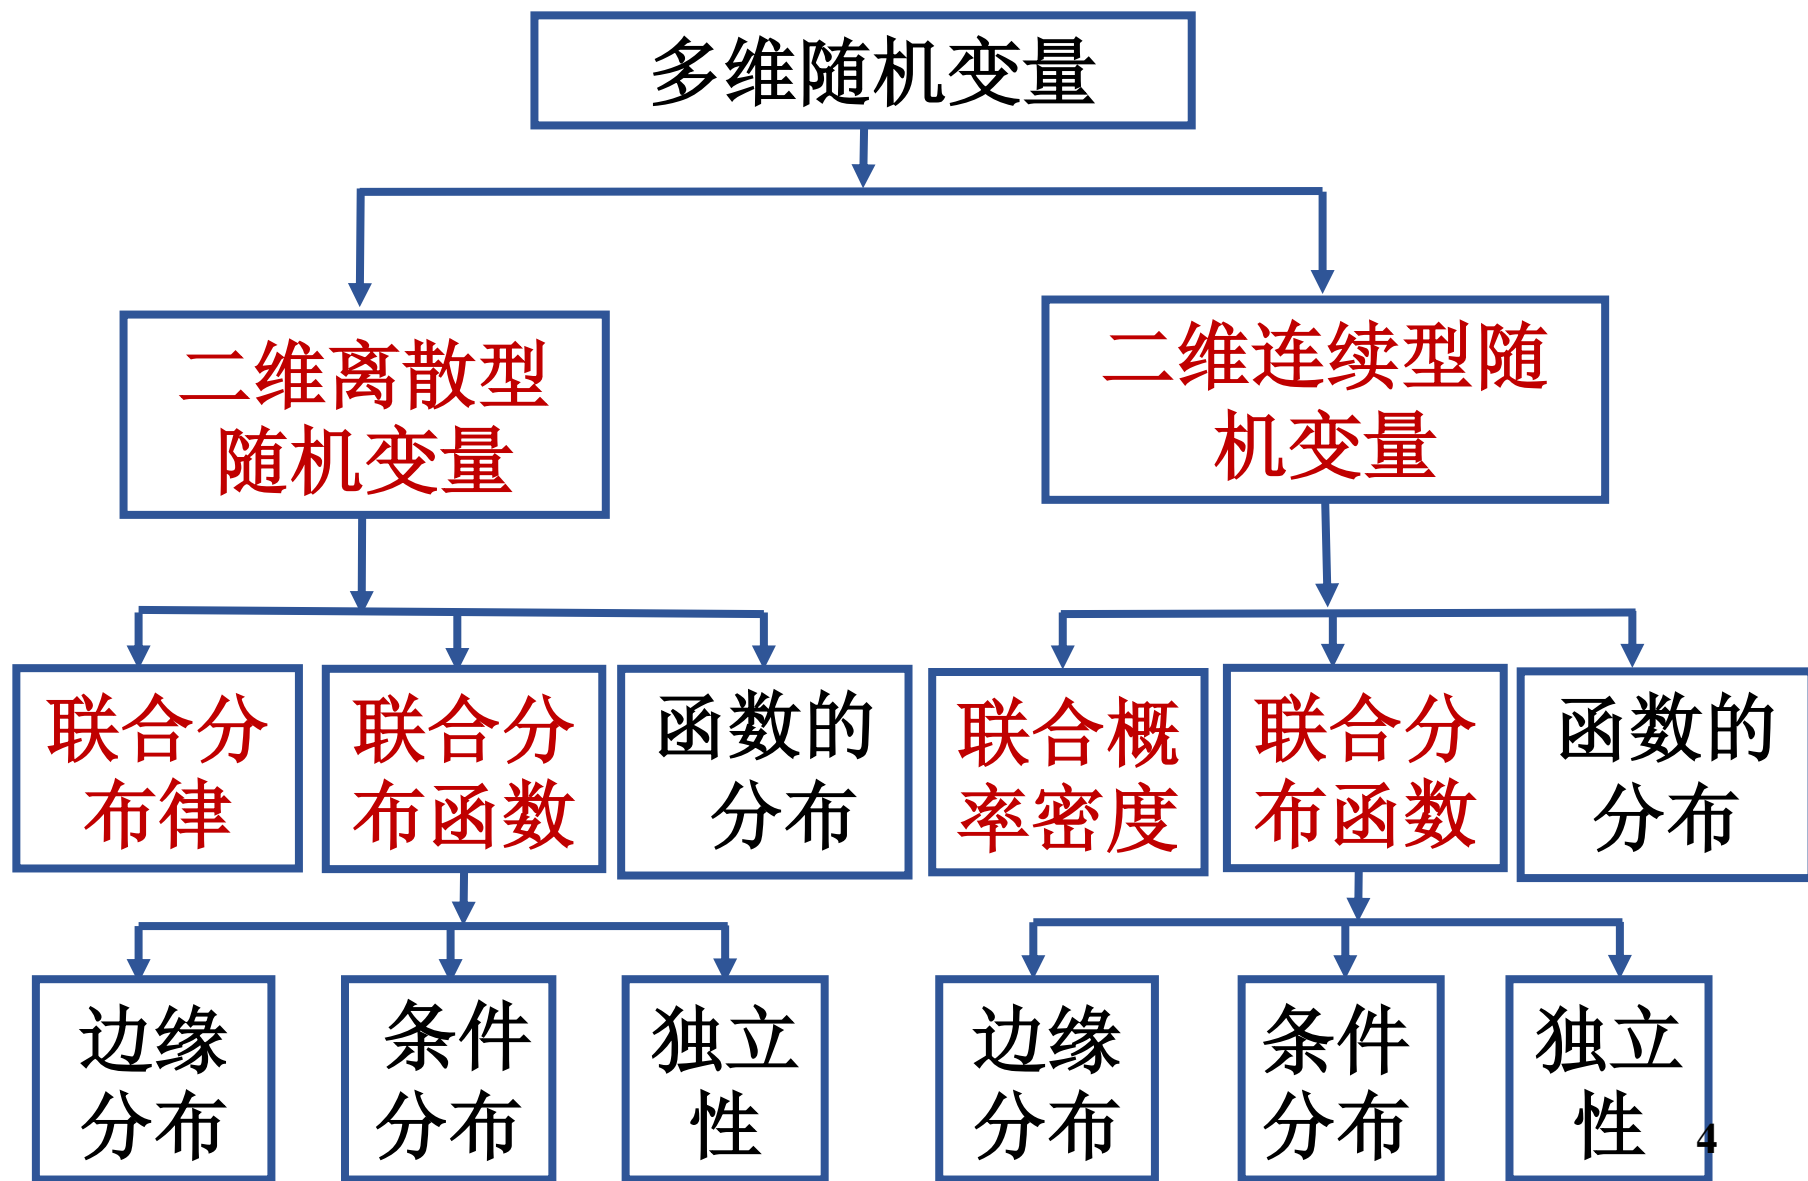 多维随机变量
二维离散型
随机变量
二维连续型随
机变量
联合分
布律
联合分
布函数
函数的
分布
联合概
率密度
联合分
布函数
函数的
分布
边缘
分布
条件
分布
独立
性
边缘
分布
条件
分布
独立
性
4